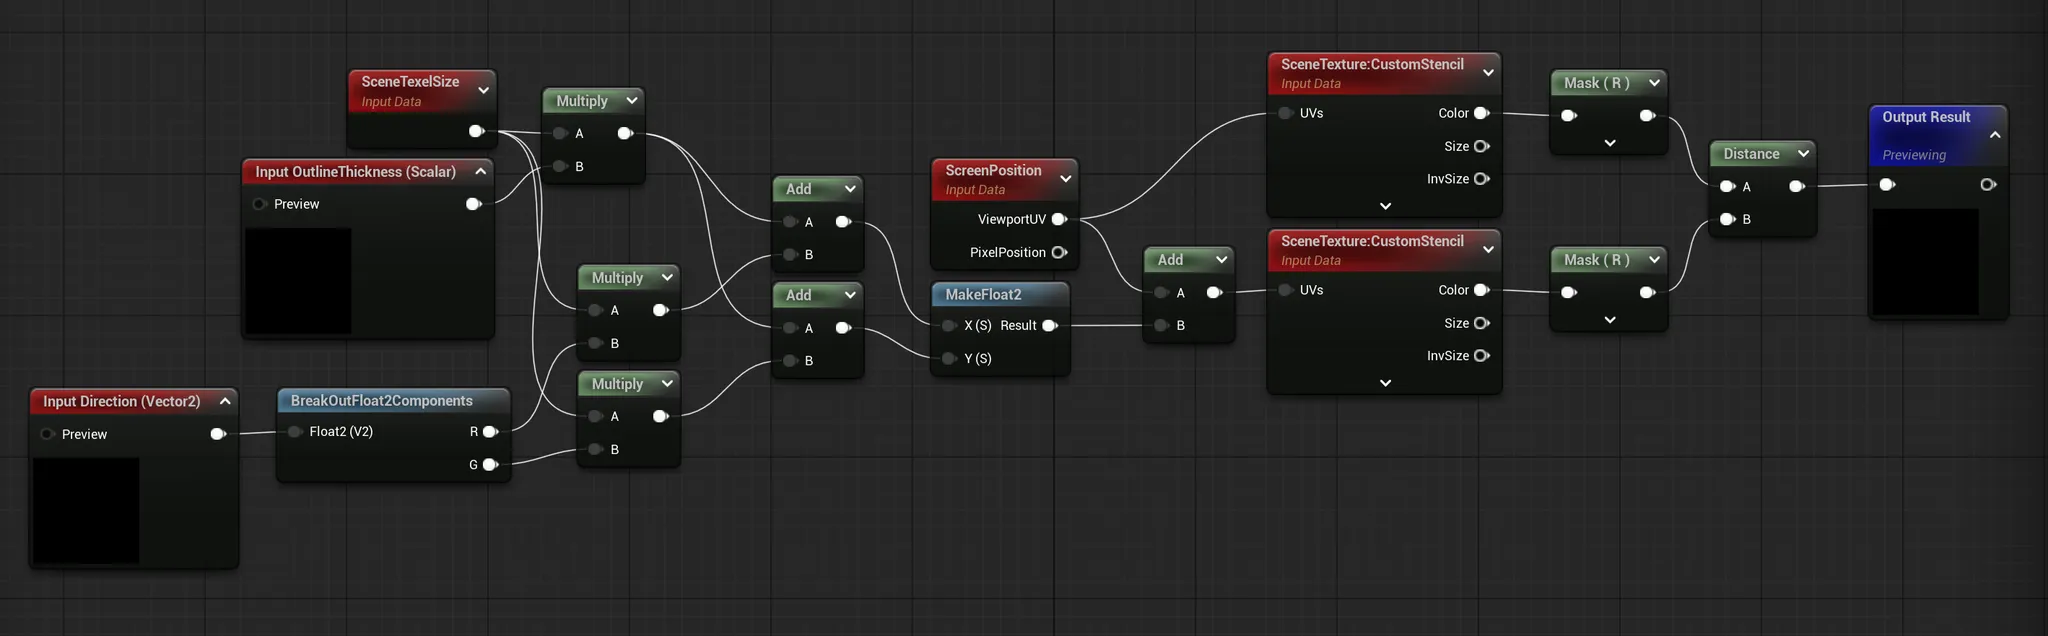 SceneTexelSize
Input Data
Multiply
A
B
Input OutlineThickness (Scalar)
Preview
Multiply
A
B
Multiply
A
B
Input Direction (Vector2)
Preview
BreakOutFloat2Components
Float2 (V2)
R
G
Add
A
B
Add
A
B
ScreenPosition
Input Data
ViewportUV
PixelPosition
MakeFloat2
X (S) Result
Y (S)
Add
A
B
SceneTexture:CustomStencil
Input Data
UVs Color
Size
InvSize
SceneTexture:CustomStencil
Input Data
UVs Color
Size
InvSize
Mask ( R )
Mask ( R )
Distance
A
B
Output Result
Previewing